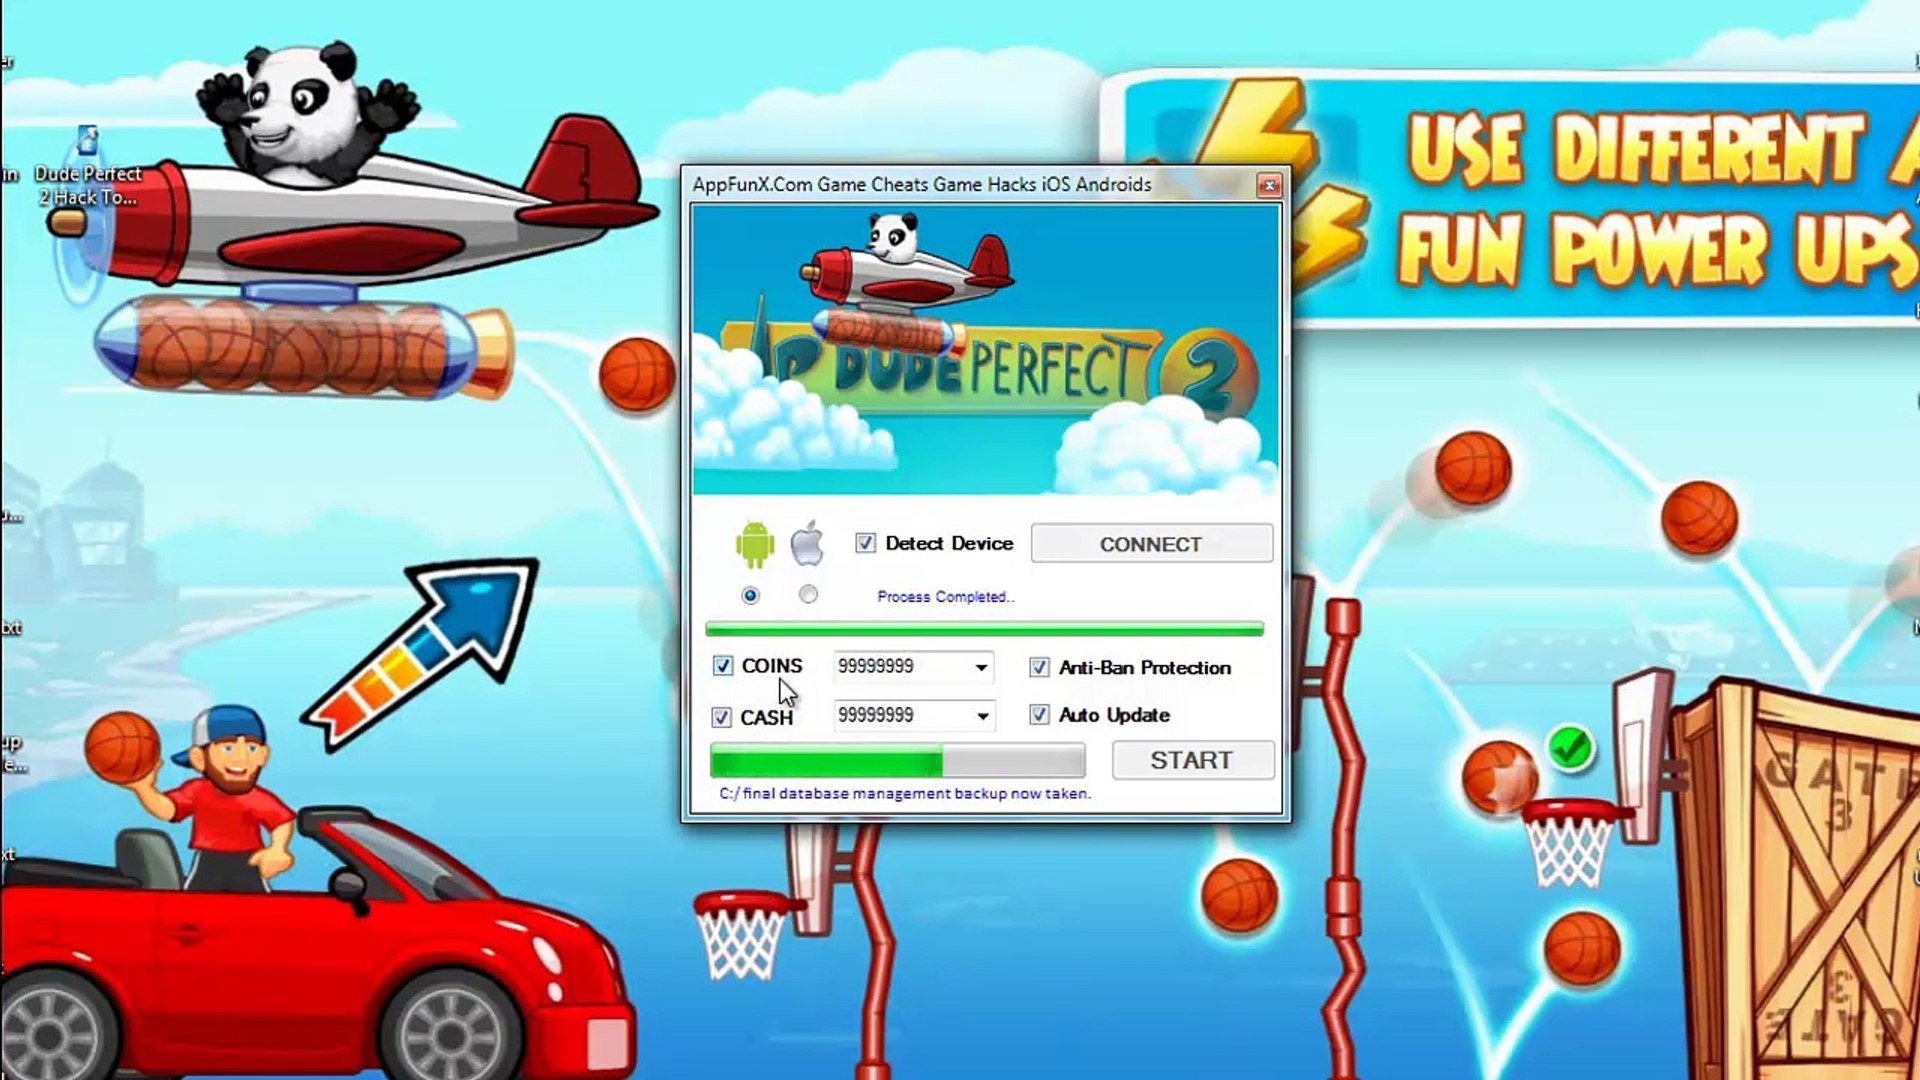 Dude Perfect
2 Hack To...
AppFunX.Com Game Cheats Game Hacks iOS Androids
USE DIFFERENT A
FUN POWER UPS
DUDE PERFECT 2
Detect Device
CONNECT
Process Completed..
COINS
99999999
Anti-Ban Protection
CASH
99999999
Auto Update
START
C:/final database management backup now taken.
GATE
3
3
GATE